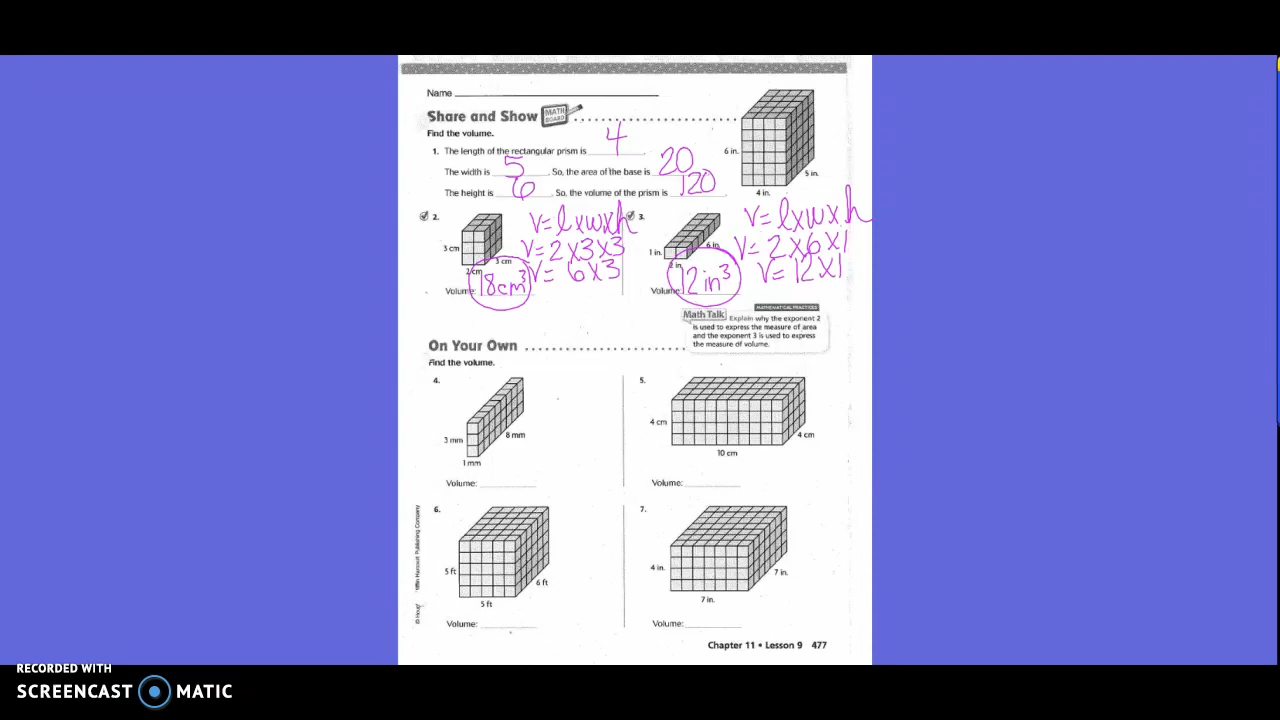 Name
Share and Show MATH BOARD
Find the volume.
6 in.
5 in.
4 in.
1. The length of the rectangular prism is 4.
The width is 5. So, the area of the base is 20
The height is 6. So, the volume of the prism is 120.
2.
3 cm
3 cm
2 cm
V = l x w x h
V = 2 x 3 x 3
V = 6 x 3
Volume: 18cm³
3.
1 in.
6 in.
2 in.
V = l x w x h
V = 2 x 6 x 1
V = 12 x 1
Volume: 12 in³
MATHEMATICAL PRACTICES
Math Talk Explain why the exponent 2
is used to express the measure of area
and the exponent 3 is used to express
the measure of volume.
On Your Own
Find the volume.
4.
3 mm
8 mm
1 mm
Volume:
5.
4 cm
4 cm
10 cm
Volume:
6.
5 ft
6 ft
5 ft
Volume:
7.
4 in.
7 in.
7 in.
Volume:
Harcourt Publishing Company
Chapter 11 • Lesson 9 477
RECORDED WITH
SCREENCAST MATIC